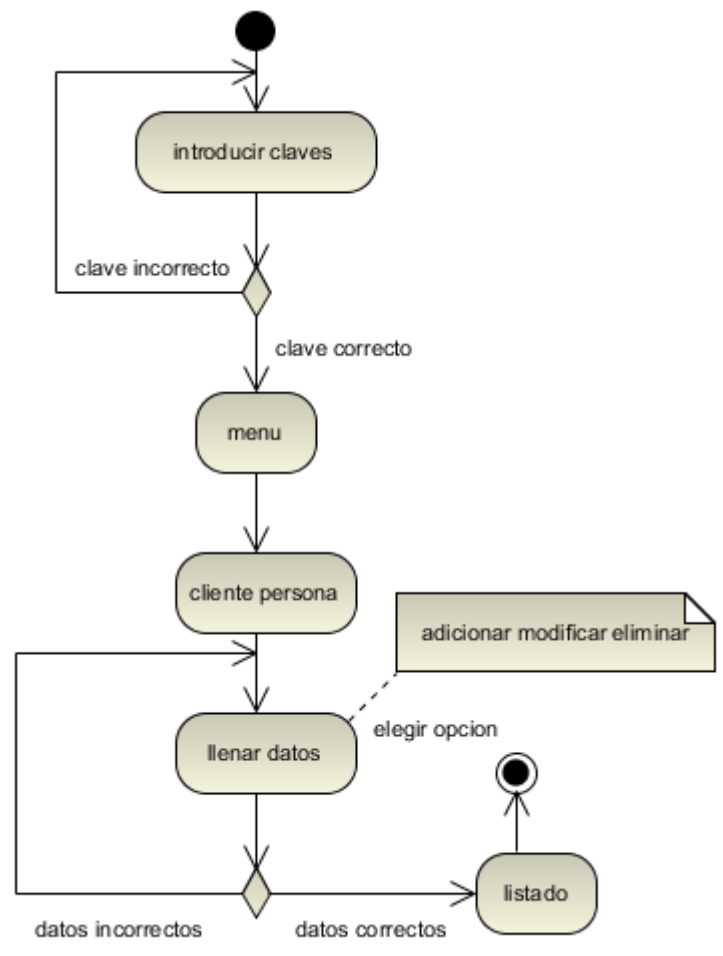 introducir claves
clave incorrecto
clave correcto
menu
cliente persona
adicionar modificar eliminar
elegir opcion
llenar datos
listado
datos incorrectos
datos correctos